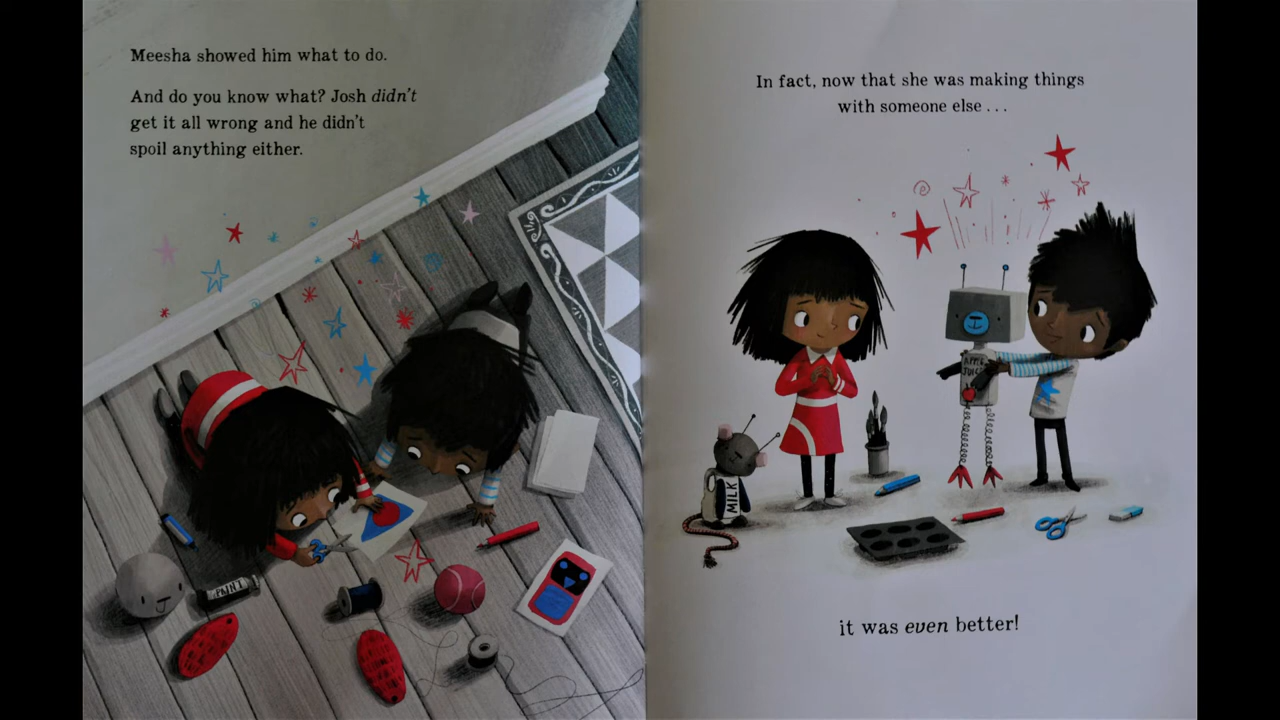 Meesha showed him what to do.
And do you know what? Josh didn't
get it all wrong and he didn't
spoil anything either.
PAINT
In fact, now that she was making things
with someone else . . .
APPLE
JUICE
MILK
it was even better!